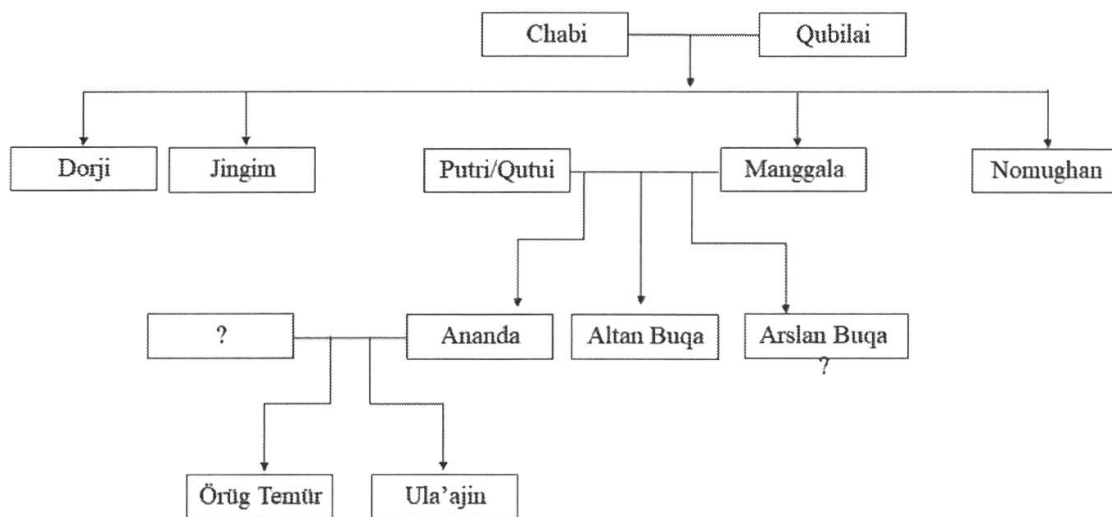 Chabi
Qubilai
Dorji
Jingim
Putri/Qutui
Manggala
Nomughan
?
Ananda
Altan Buqa
Arslan Buqa
?
Örüg Temür
Ula’ajin